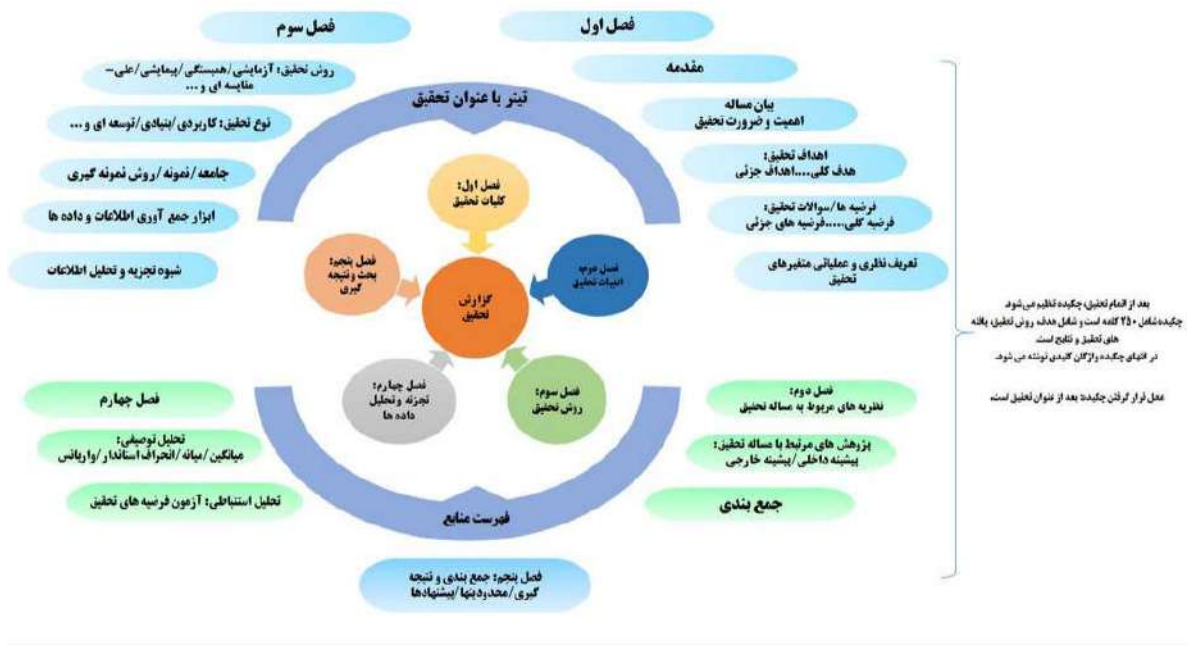 فصل اول
مقدمه
بیان مساله
اهمیت و ضرورت تحقیق
اهداف تحقیق:
هدف کلی....اهداف جزئی
فرضیه ها/سوالات تحقیق:
فرضیه کلی.....فرضیه های جزئی
تعریف نظری و عملیاتی متغیرهای
تحقیق
فصل سوم
روش تحقیق: آزمایشی/همبستگی/پیمایشی/علی-
مقایسه ای و ...
نوع تحقیق: کاربردی/بنیادی/توسعه ای و ...
جامعه/نمونه/روش نمونه گیری
ابزار جمع آوری اطلاعات و داده ها
شیوه تجزیه و تحلیل اطلاعات
تیتر یا عنوان تحقیق
فصل اول:
کلیات تحقیق
فصل دوم:
ادبیات تحقیق
فصل سوم:
روش تحقیق
فصل چهارم:
تجزیه و تحلیل
داده ها
فصل پنجم:
بحث و نتیجه
گیری
گزارش
تحقیق
فهرست منابع
فصل دوم:
نظریه های مربوط به مساله تحقیق
پژوهش های مرتبط با مساله تحقیق:
پیشینه داخلی/پیشینه خارجی
جمع بندی
فصل چهارم
تحلیل توصیفی:
میانگین/میانه/انحراف استاندار/واریانس
تحلیل استنباطی: آزمون فرضیه های تحقیق
فصل پنجم: جمع بندی و نتیجه
گیری/محدودیتها/پیشنهادها
بعد از اتمام تحقیق، چکیده تنظیم می‌شود.
چکیده شامل ۲۵۰ کلمه است و شامل هدف، روش تحقیق، یافته
های تحقیق و نتایج است.
در انتهای چکیده واژگان کلیدی نوشته می شود.
محل قرار گرفتن چکیده: بعد از عنوان تحقیق است.